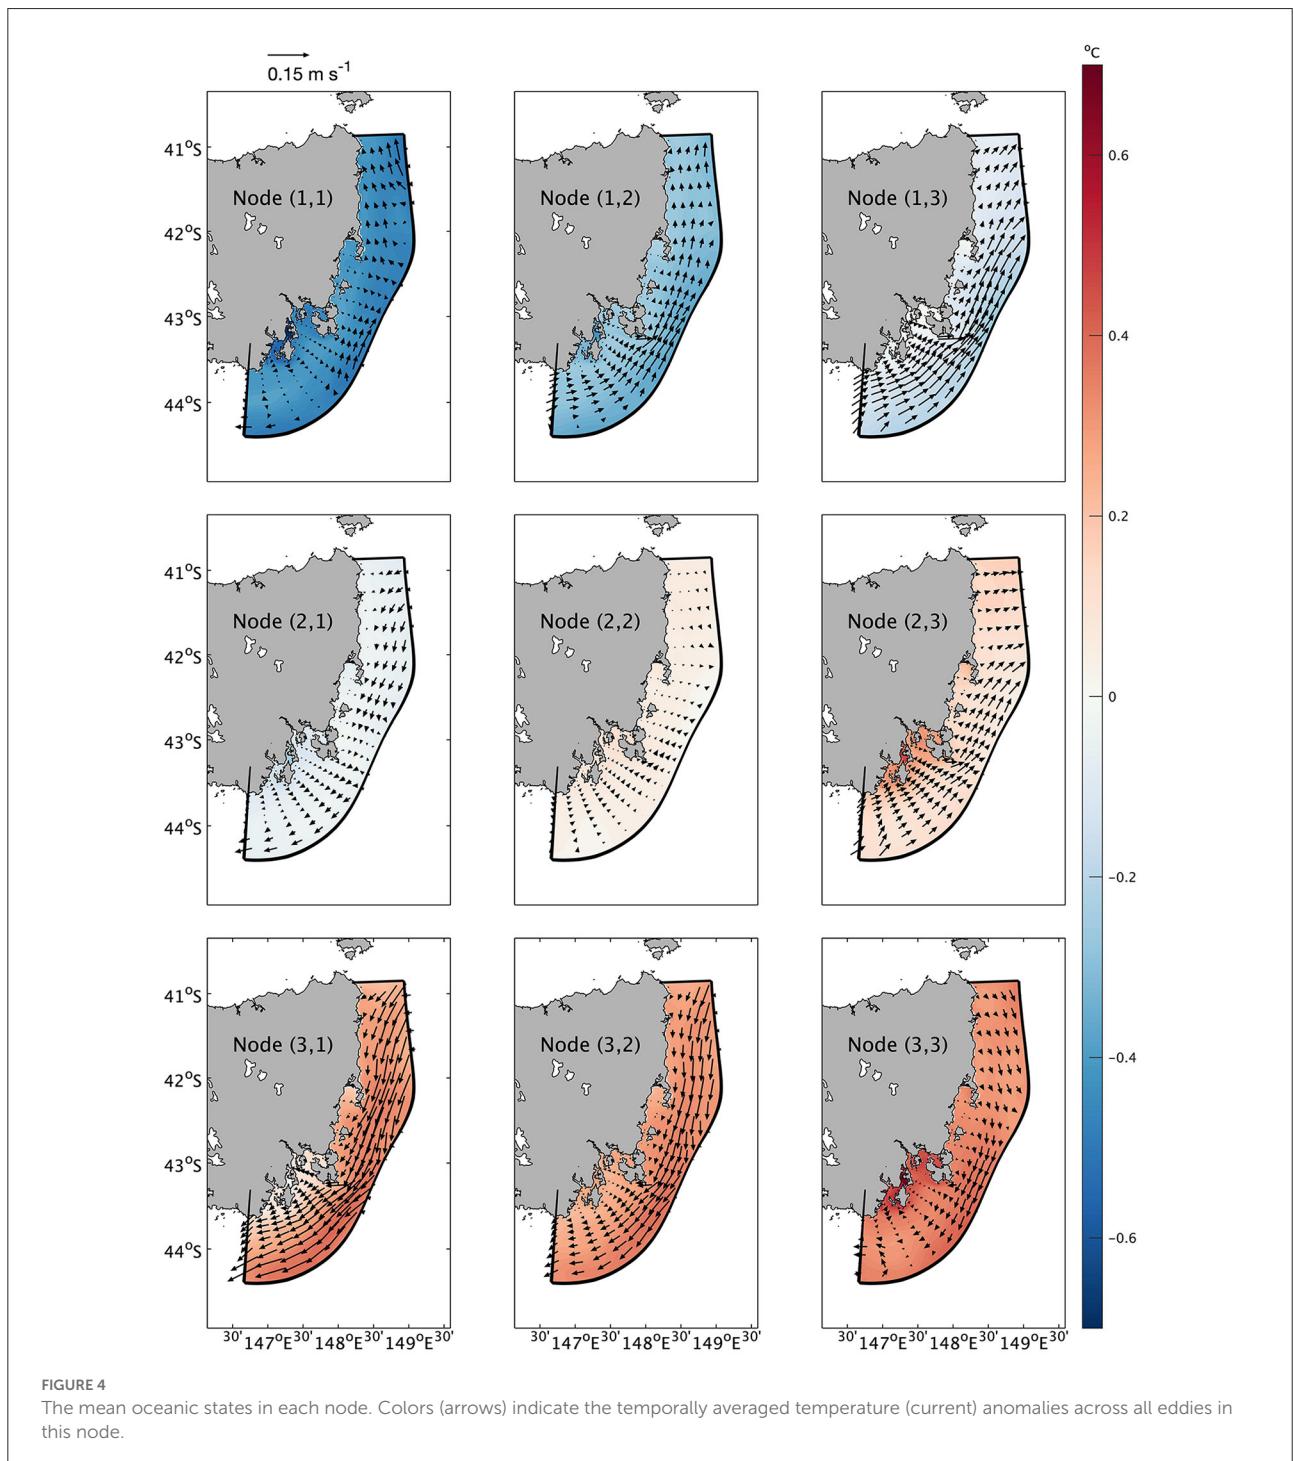 0.15 m s⁻¹
°C
41°S
42°S
43°S
44°S
Node (1,1)
Node (1,2)
Node (1,3)
41°S
42°S
43°S
44°S
Node (2,1)
Node (2,2)
Node (2,3)
41°S
42°S
43°S
44°S
Node (3,1)
Node (3,2)
Node (3,3)
30' 147°E 30' 148°E 30' 149°E 30'
30' 147°E 30' 148°E 30' 149°E 30'
30' 147°E 30' 148°E 30' 149°E 30'
0.6
0.4
0.2
0
−0.2
−0.4
−0.6
FIGURE 4
The mean oceanic states in each node. Colors (arrows) indicate the temporally averaged temperature (current) anomalies across all eddies in
this node.